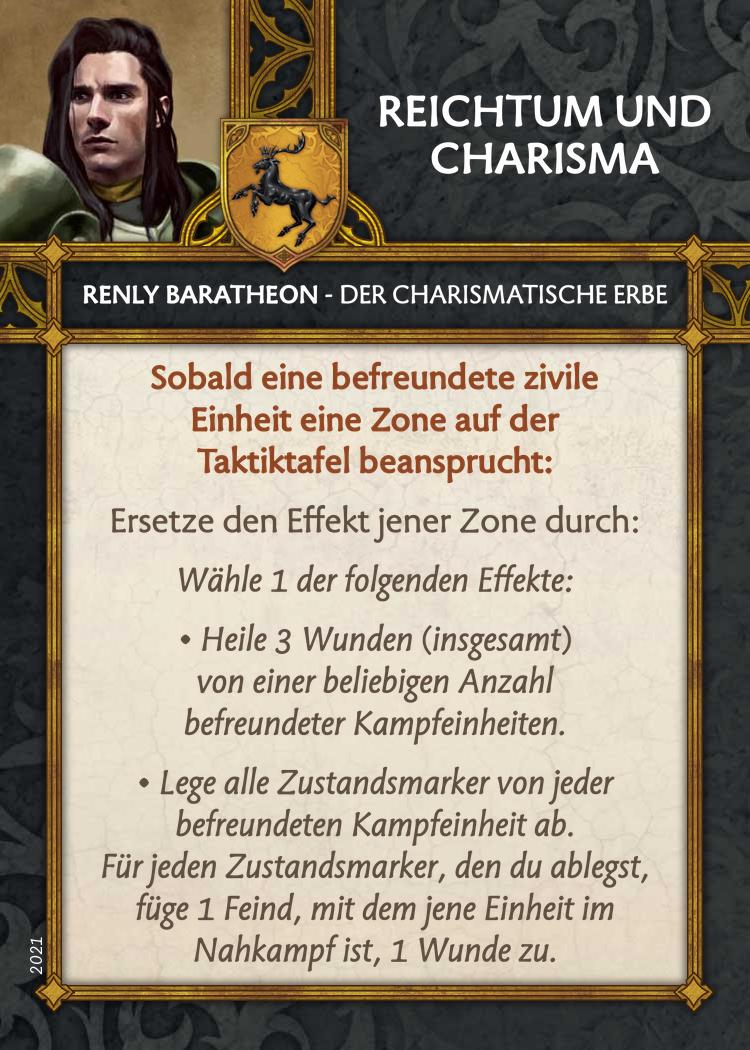 REICHTUM UND
CHARISMA
RENLY BARATHEON - DER CHARISMATISCHE ERBE
Sobald eine befreundete zivile
Einheit eine Zone auf der
Taktiktafel beansprucht:
Ersetze den Effekt jener Zone durch:
Wähle 1 der folgenden Effekte:
• Heile 3 Wunden (insgesamt)
von einer beliebigen Anzahl
befreundeter Kampfeinheiten.
• Lege alle Zustandsmarker von jeder
befreundeten Kampfeinheit ab.
Für jeden Zustandsmarker, den du ablegst,
füge 1 Feind, mit dem jene Einheit im
Nahkampf ist, 1 Wunde zu.
2021